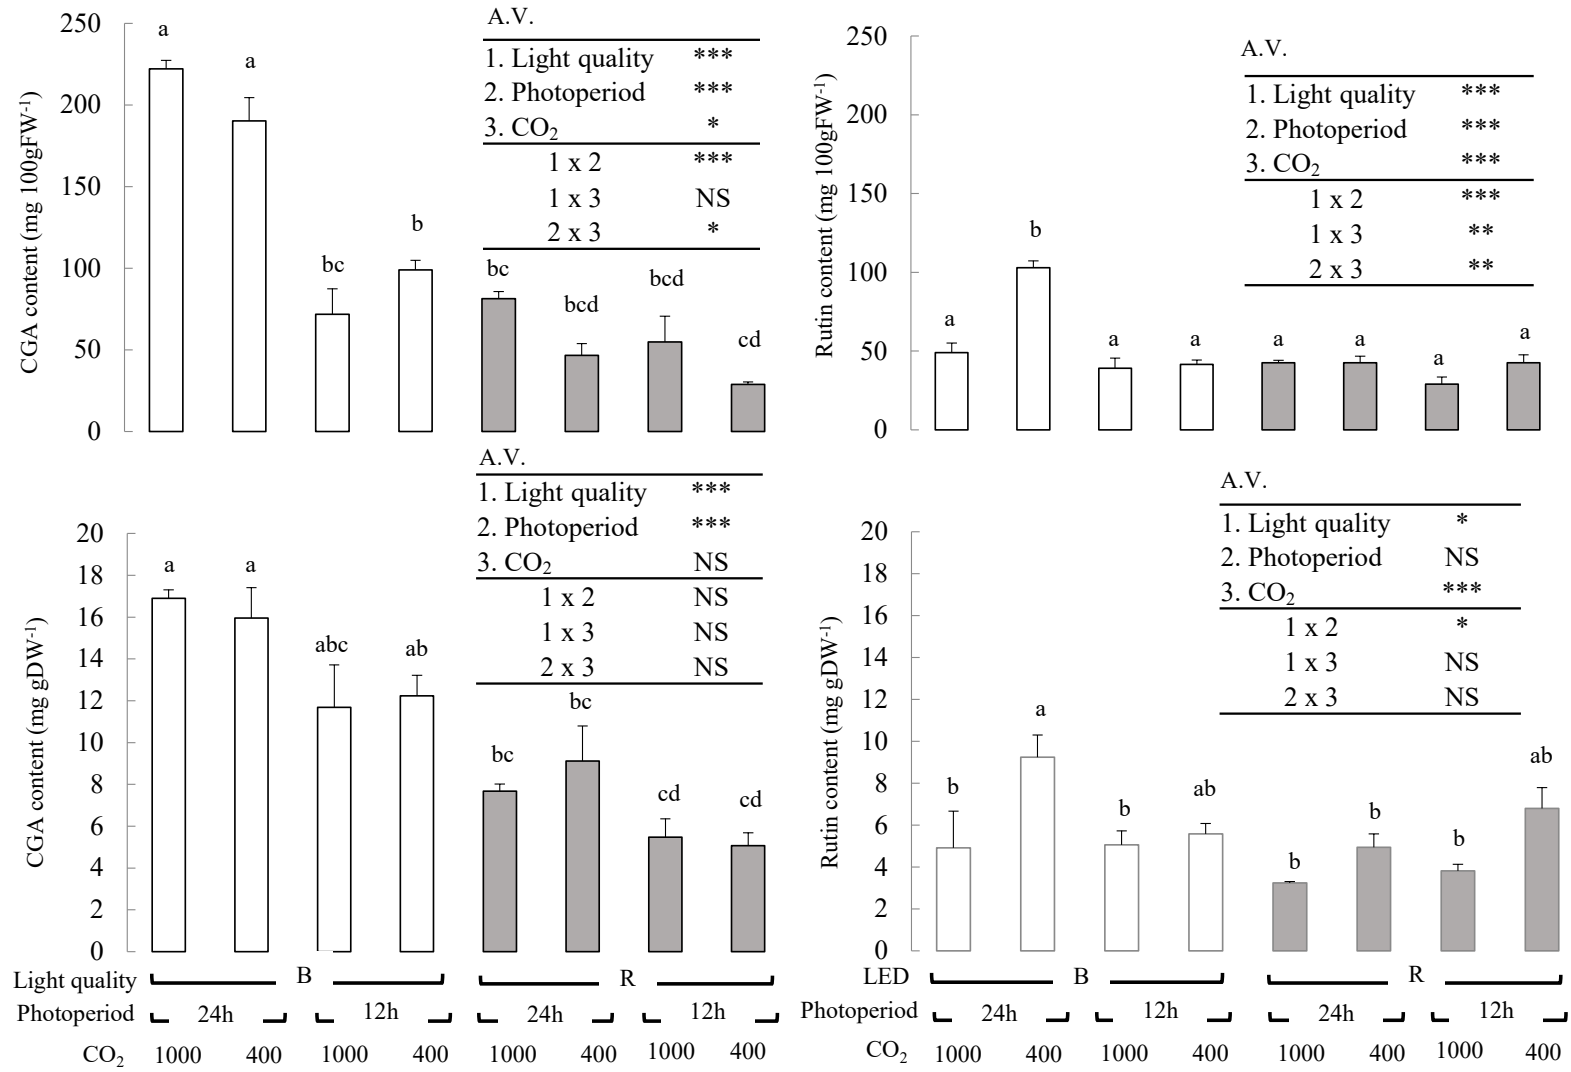 CGA content (mg 100gFW-1)
250
200
150
100
50
0
a
a
bc
b
bc
bcd
bcd
cd
A.V.
1. Light quality ***
2. Photoperiod ***
3. CO2 *
1 x 2 ***
1 x 3 NS
2 x 3 *
Rutin content (mg 100gFW-1)
250
200
150
100
50
0
a
b
a
a
a
a
a
a
A.V.
1. Light quality ***
2. Photoperiod ***
3. CO2 ***
1 x 2 ***
1 x 3 **
2 x 3 **
CGA content (mg gDW-1)
20
18
16
14
12
10
8
6
4
2
0
a
a
abc
ab
bc
bc
cd
cd
A.V.
1. Light quality ***
2. Photoperiod ***
3. CO2 NS
1 x 2 NS
1 x 3 NS
2 x 3 NS
Light quality B R
Photoperiod 24h 12h 24h 12h
CO2 1000 400 1000 400 1000 400 1000 400
Rutin content (mg gDW-1)
20
18
16
14
12
10
8
6
4
2
0
b
a
b
ab
b
b
b
ab
A.V.
1. Light quality *
2. Photoperiod NS
3. CO2 ***
1 x 2 *
1 x 3 NS
2 x 3 NS
LED B R
Photoperiod 24h 12h 24h 12h
CO2 1000 400 1000 400 1000 400 1000 400